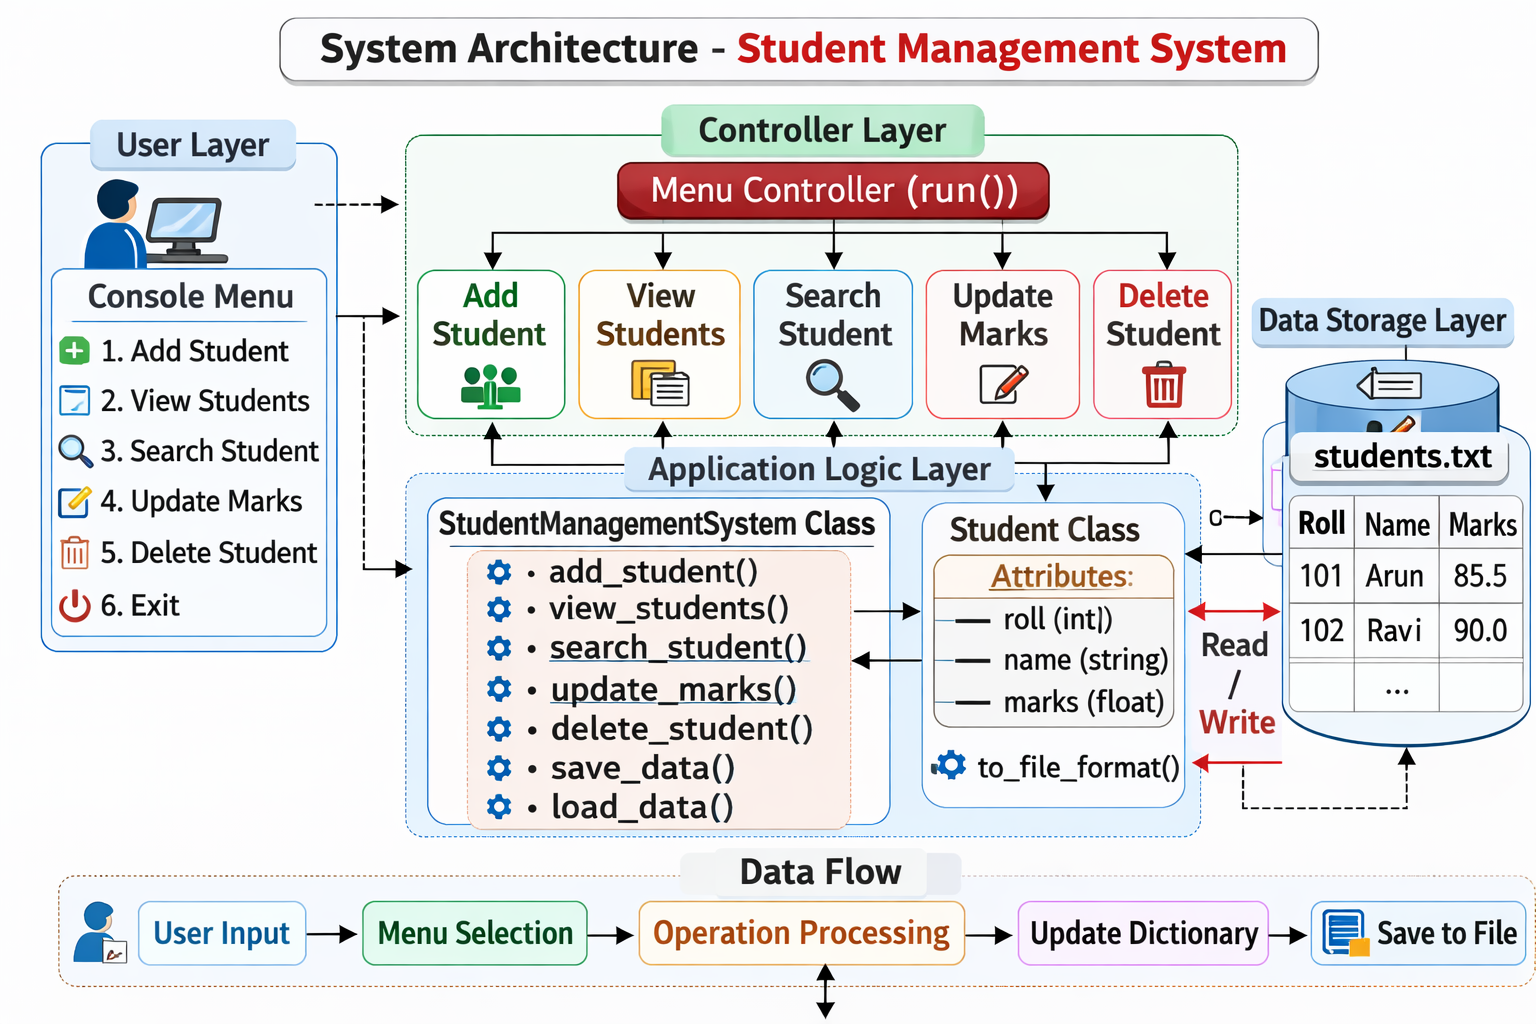 System Architecture - Student Management System
User Layer
Console Menu
1. Add Student
2. View Students
3. Search Student
4. Update Marks
5. Delete Student
6. Exit
Controller Layer
Menu Controller (run())
Add
Student
View
Students
Search
Student
Update
Marks
Delete
Student
Application Logic Layer
StudentManagementSystem Class
• add_student()
• view_students()
• search_student()
• update_marks()
• delete_student()
• save_data()
• load_data()
Student Class
Attributes:
roll (int)
name (string)
marks (float)
to_file_format()
Read
/
Write
Data Storage Layer
students.txt
Roll Name Marks
101 Arun 85.5
102 Ravi 90.0
...
Data Flow
User Input
Menu Selection
Operation Processing
Update Dictionary
Save to File